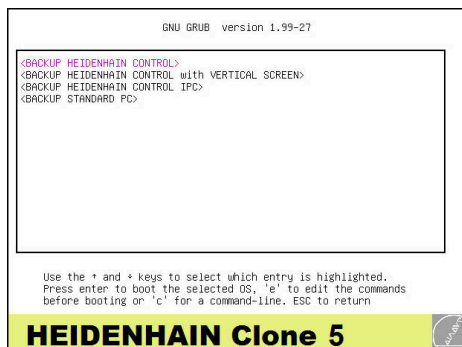 GNU GRUB version 1.99-27
<BACKUP HEIDENHAIN CONTROL>
<BACKUP HEIDENHAIN CONTROL with VERTICAL SCREEN>
<BACKUP HEIDENHAIN CONTROL IPC>
<BACKUP STANDARD PC>
Use the ↑ and ↓ keys to select which entry is highlighted.
Press enter to boot the selected OS, 'e' to edit the commands
before booting or 'c' for a command-line. ESC to return
HEIDENHAIN Clone 5